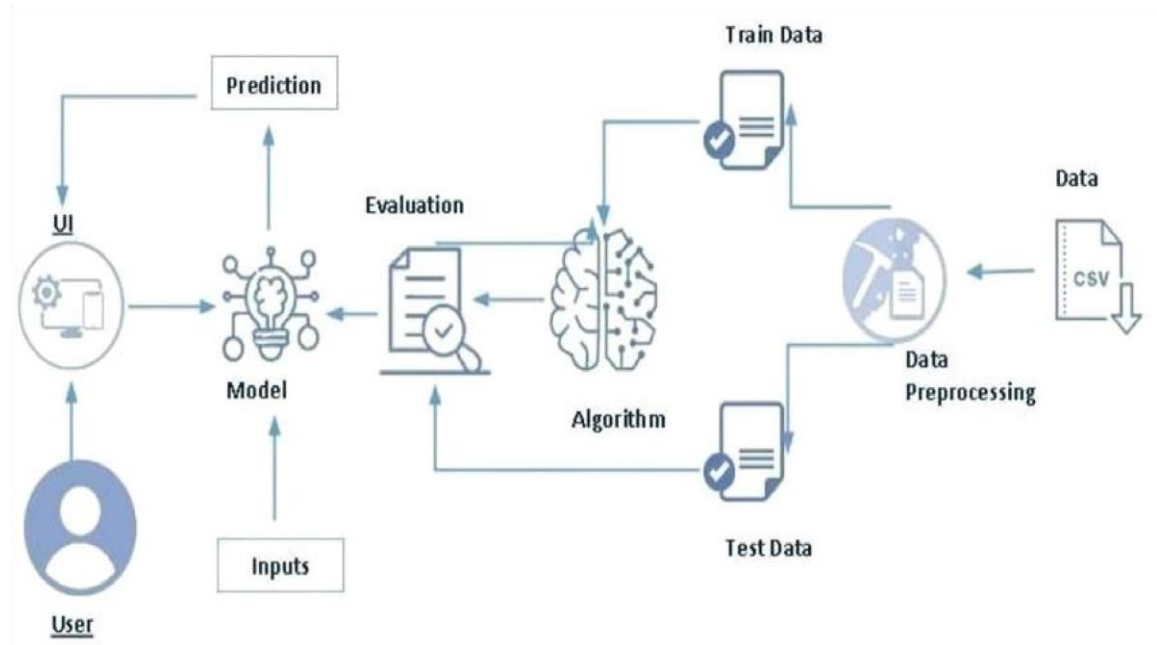 Train Data
Prediction
Data
Evaluation
UI
CSV
Data
Preprocessing
Model
Algorithm
Test Data
Inputs
User